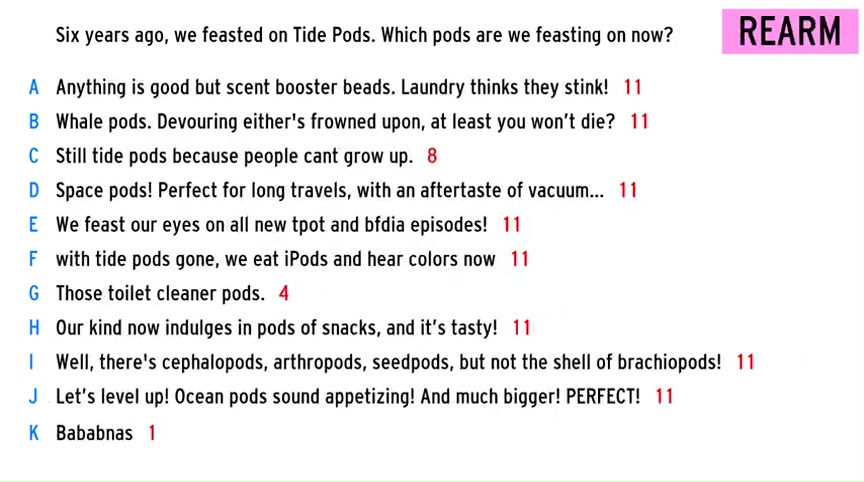 Six years ago, we feasted on Tide Pods. Which pods are we feasting on now?
REARM
A Anything is good but scent booster beads. Laundry thinks they stink! 11
B Whale pods. Devouring either's frowned upon, at least you won't die? 11
C Still tide pods because people cant grow up. 8
D Space pods! Perfect for long travels, with an aftertaste of vacuum... 11
E We feast our eyes on all new tpot and bfdia episodes! 11
F with tide pods gone, we eat iPods and hear colors now 11
G Those toilet cleaner pods. 4
H Our kind now indulges in pods of snacks, and it's tasty! 11
I Well, there's cephalopods, arthropods, seedpods, but not the shell of brachiopods! 11
J Let's level up! Ocean pods sound appetizing! And much bigger! PERFECT! 11
K Bababnas 1